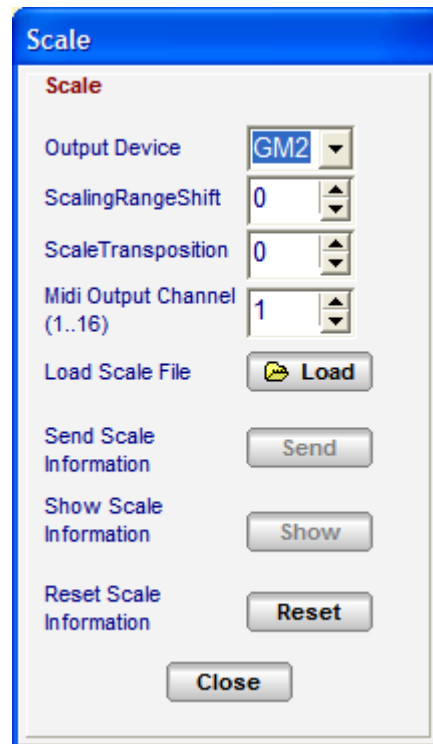 Scale
Scale
Output Device GM2
ScalingRangeShift 0
ScaleTransposition 0
Midi Output Channel
(1..16) 1
Load Scale File Load
Send Scale
Information Send
Show Scale
Information Show
Reset Scale
Information Reset
Close